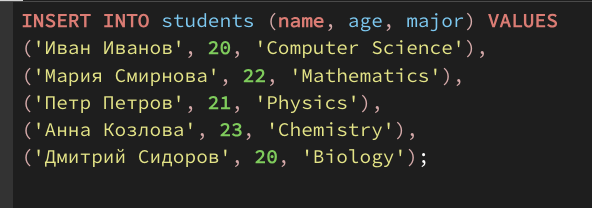 INSERT INTO students (name, age, major) VALUES
('Иван Иванов', 20, 'Computer Science'),
('Мария Смирнова', 22, 'Mathematics'),
('Петр Петров', 21, 'Physics'),
('Анна Козлова', 23, 'Chemistry'),
('Дмитрий Сидоров', 20, 'Biology');